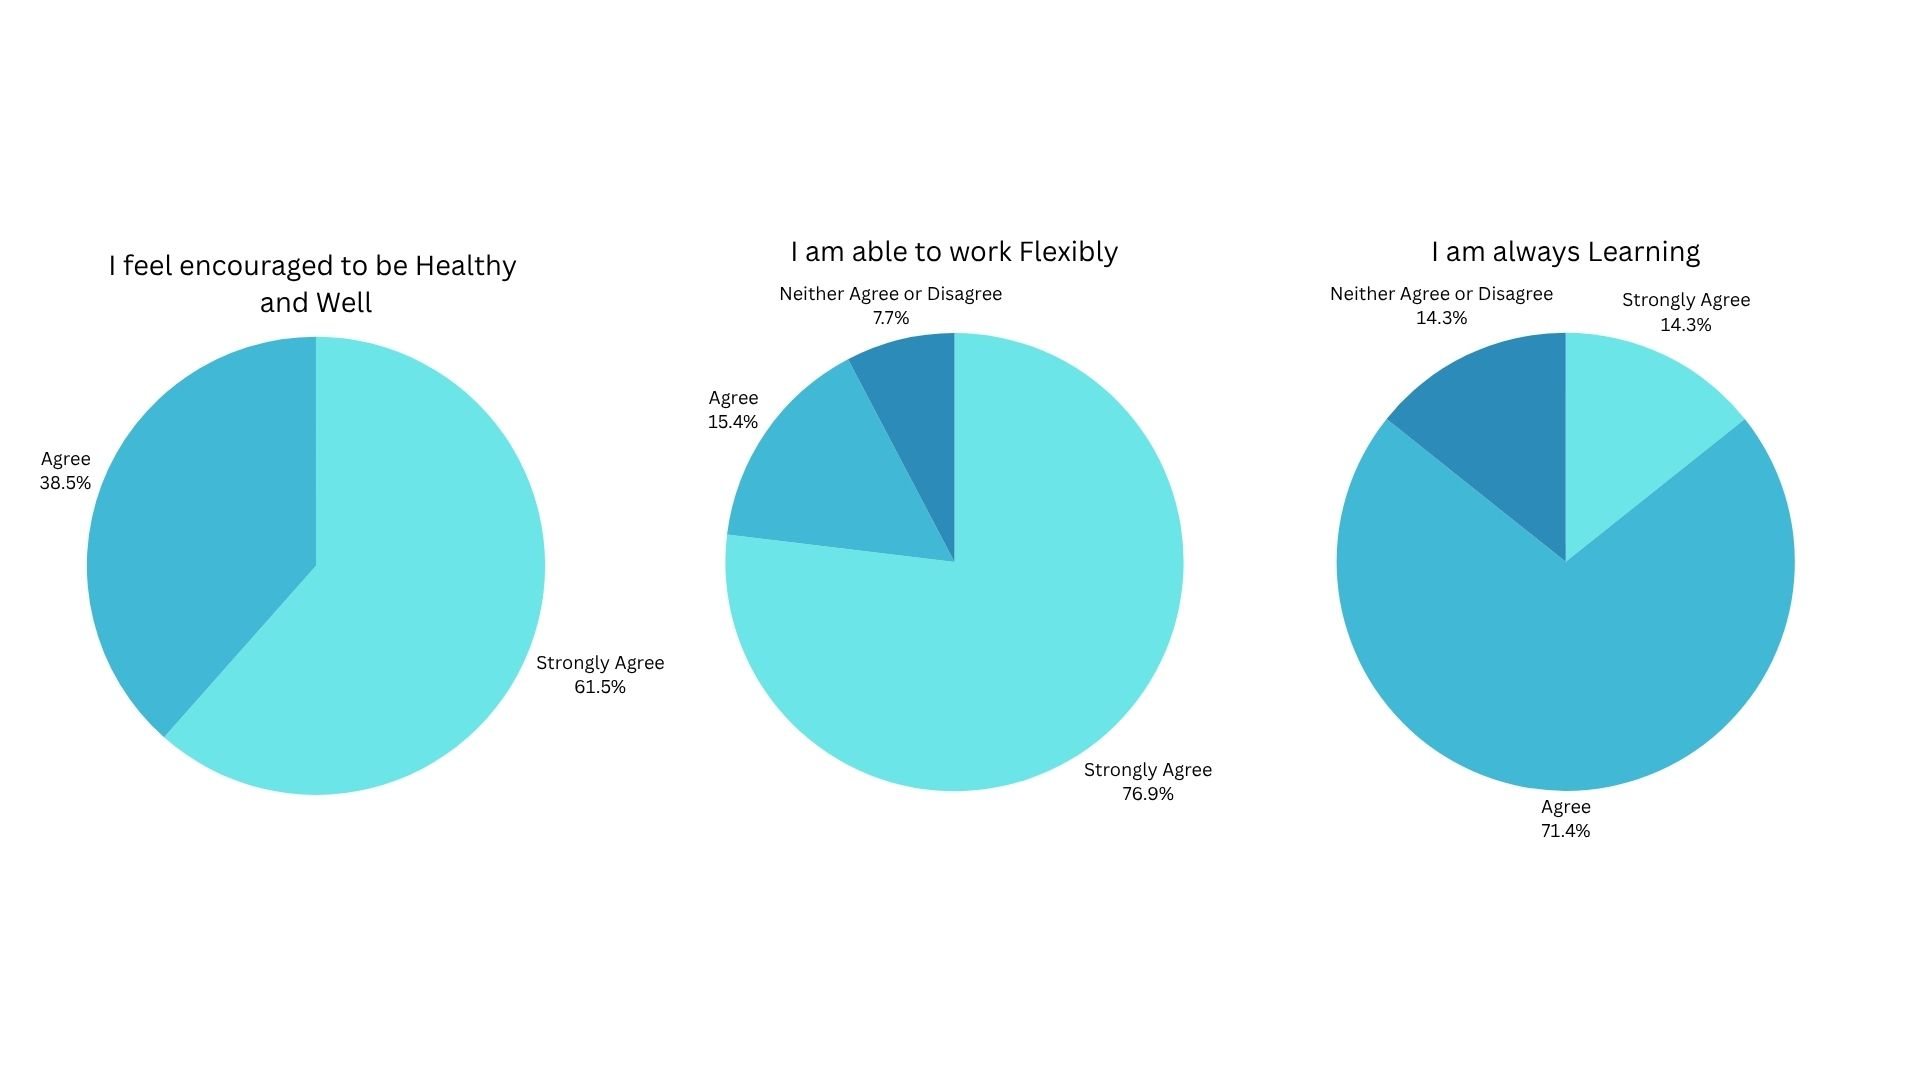 I feel encouraged to be Healthy
and Well
Agree
38.5%
Strongly Agree
61.5%
I am able to work Flexibly
Neither Agree or Disagree
7.7%
Agree
15.4%
Strongly Agree
76.9%
I am always Learning
Neither Agree or Disagree
14.3%
Strongly Agree
14.3%
Agree
71.4%